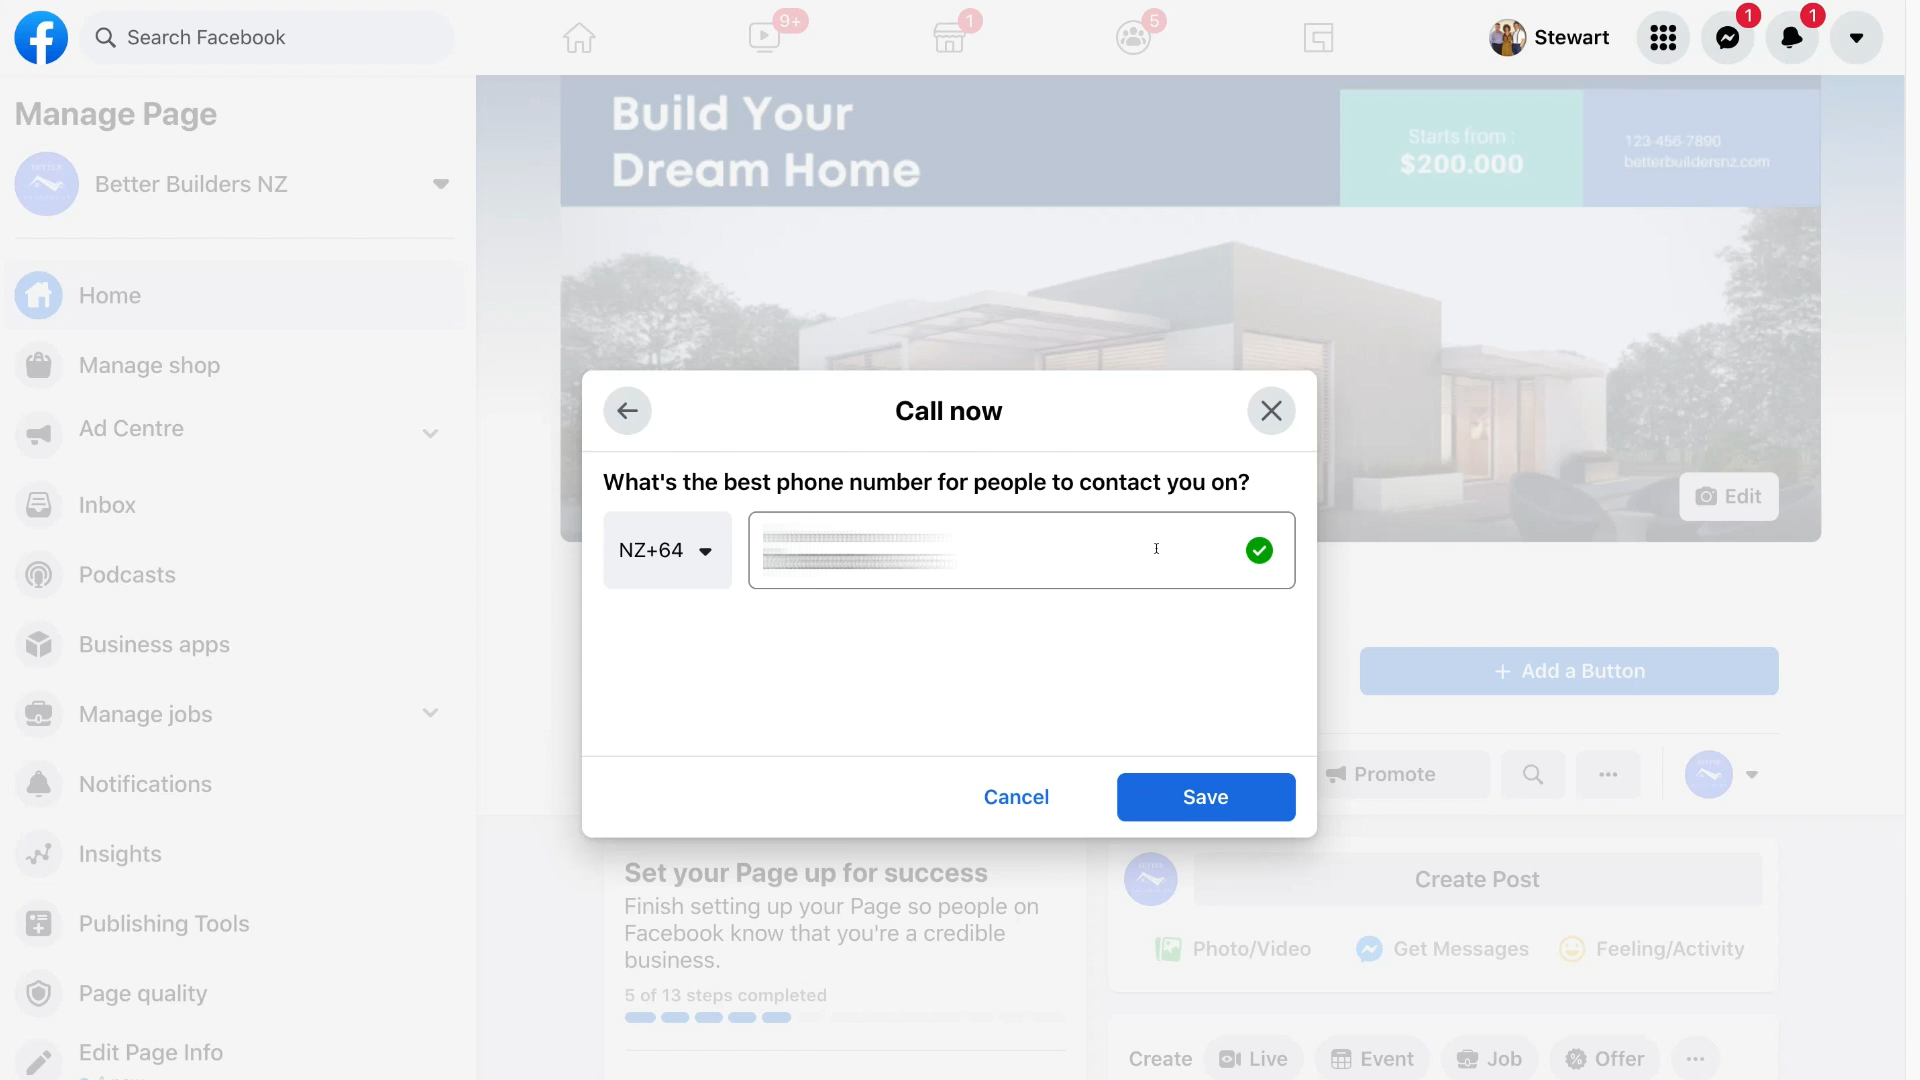 Search Facebook
9+
1
5
Stewart
1
1
Manage Page
Better Builders NZ
Home
Manage shop
Ad Centre
Inbox
Podcasts
Business apps
Manage jobs
Notifications
Insights
Publishing Tools
Page quality
Edit Page Info
Build Your
Dream Home
Starts from :
$200.000
123 456 7890
betterbuildersnz.com
Edit
Call now
What's the best phone number for people to contact you on?
NZ+64
Cancel
Save
+ Add a Button
Promote
Set your Page up for success
Finish setting up your Page so people on
Facebook know that you're a credible
business.
5 of 13 steps completed
Create Post
Photo/Video
Get Messages
Feeling/Activity
Create
Live
Event
Job
Offer